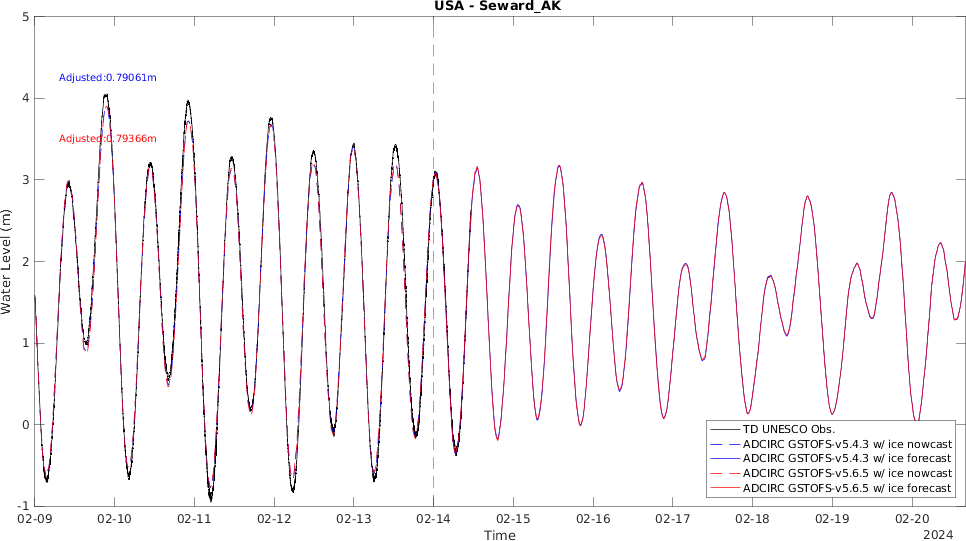 USA - Seward_AK
5
4
3
2
1
0
-1
Water Level (m)
Adjusted:0.79061m
Adjusted:0.79366m
TD UNESCO Obs.
ADCIRC GSTOFS-v5.4.3 w/ ice nowcast
ADCIRC GSTOFS-v5.4.3 w/ ice forecast
ADCIRC GSTOFS-v5.6.5 w/ ice nowcast
ADCIRC GSTOFS-v5.6.5 w/ ice forecast
02-09 02-10 02-11 02-12 02-13 02-14 02-15 02-16 02-17 02-18 02-19 02-20
Time
2024